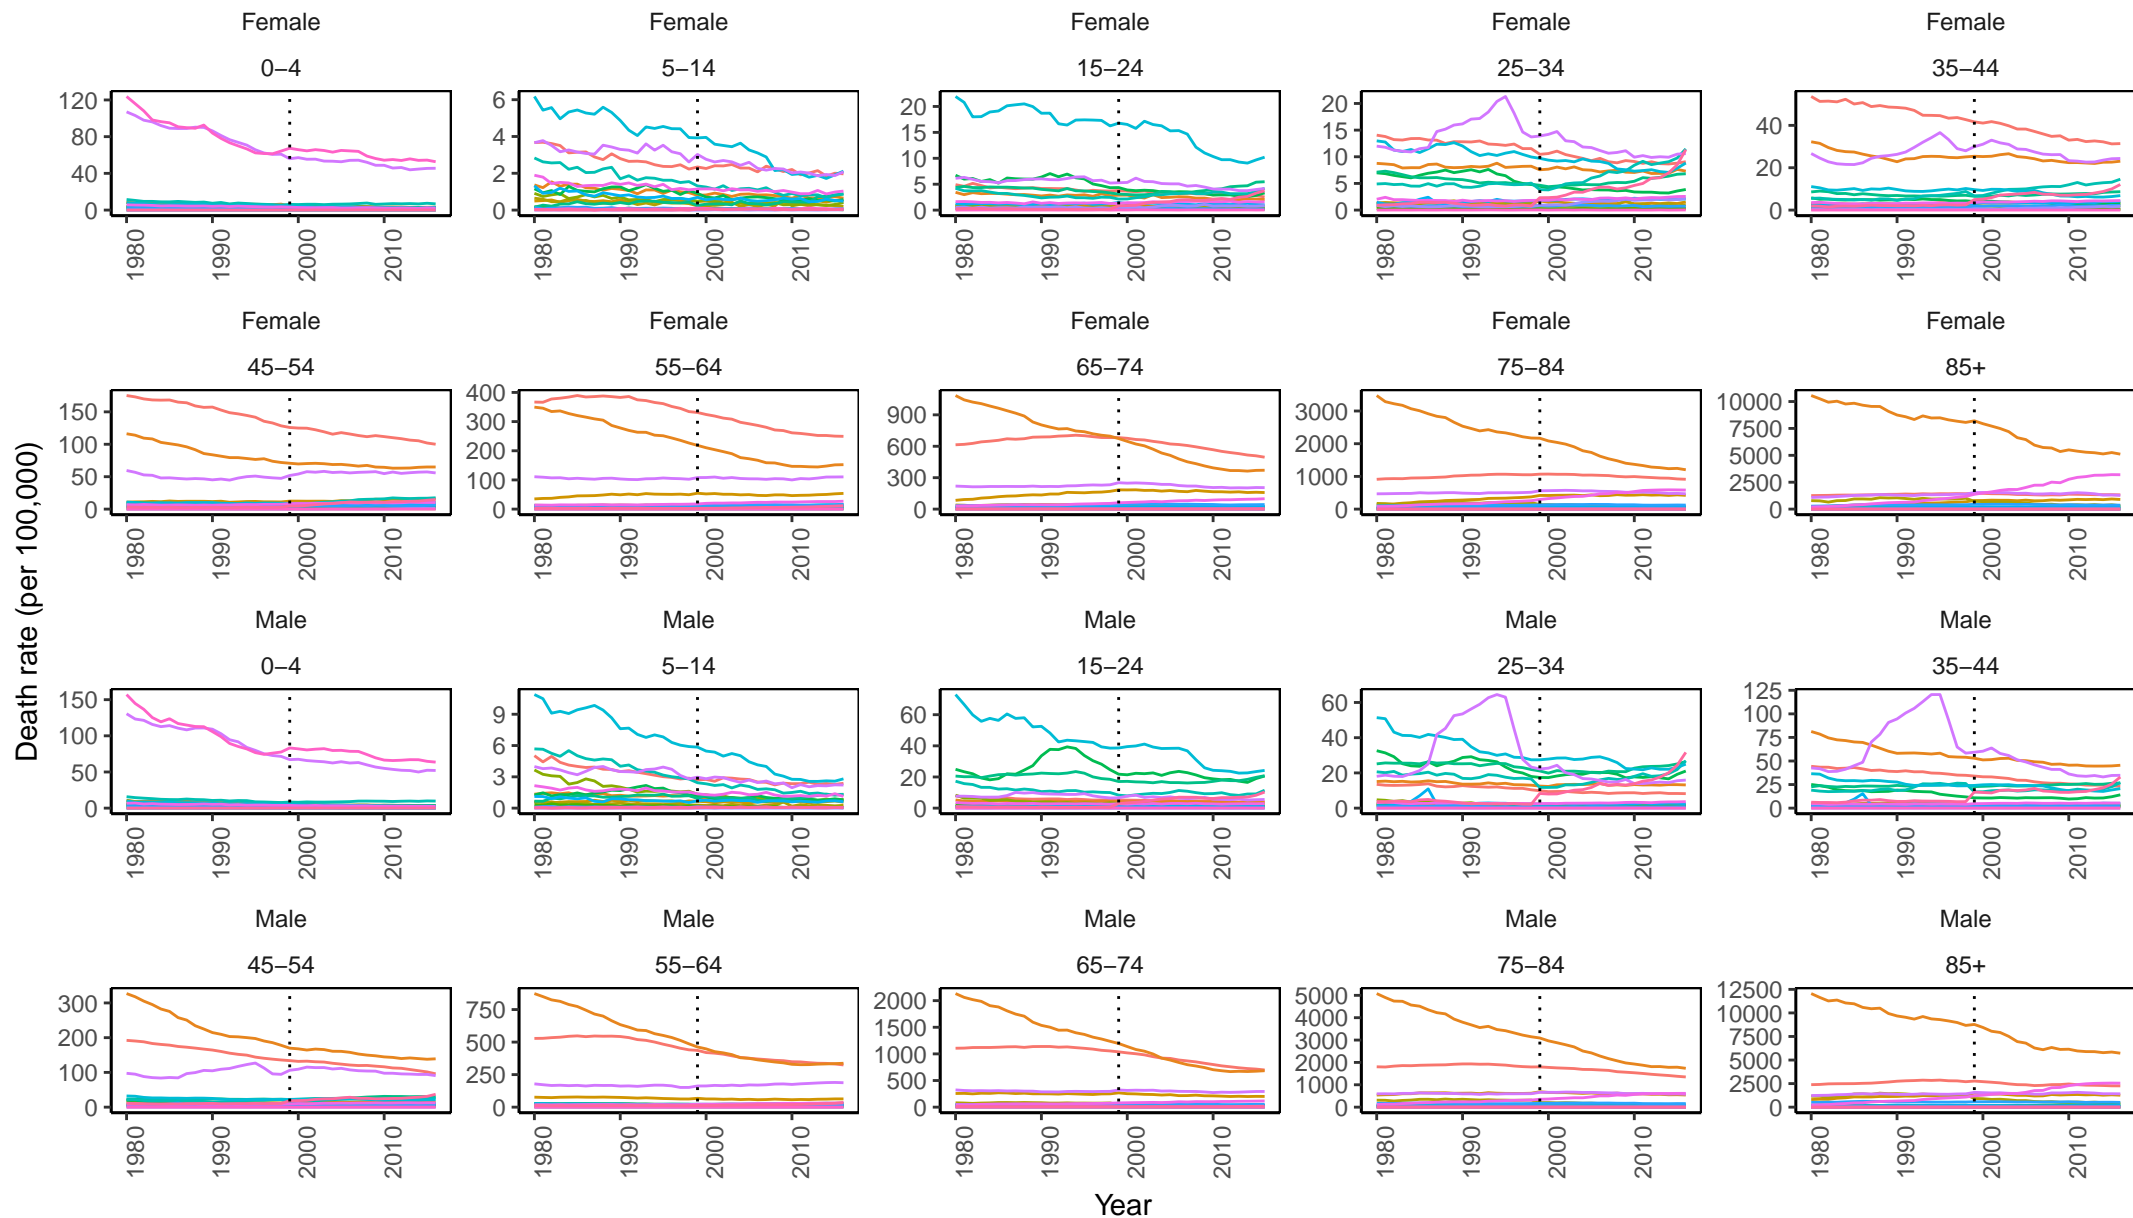 Female Female Female Female Female
0–4 5–14 15–24 25–34 35–44
120 80 40 0
6 4 2 0
20 15 10 5 0
20 15 10 5 0
40 20 0
1980 1990 2000 2010 1980 1990 2000 2010 1980 1990 2000 2010 1980 1990 2000 2010 1980 1990 2000 2010
Female Female Female Female Female
45–54 55–64 65–74 75–84 85+
150 100 50 0
400 300 200 100 0
900 600 300 0
3000 2000 1000 0
10000 7500 5000 2500 0
1980 1990 2000 2010 1980 1990 2000 2010 1980 1990 2000 2010 1980 1990 2000 2010 1980 1990 2000 2010
Death rate (per 100,000)
Male Male Male Male Male
0–4 5–14 15–24 25–34 35–44
150 100 50 0
9 6 3 0
60 40 20 0
60 40 20 0
125 100 75 50 25 0
1980 1990 2000 2010 1980 1990 2000 2010 1980 1990 2000 2010 1980 1990 2000 2010 1980 1990 2000 2010
Male Male Male Male Male
45–54 55–64 65–74 75–84 85+
300 200 100 0
750 500 250 0
2000 1500 1000 500 0
5000 4000 3000 2000 1000 0
12500 10000 7500 5000 2500 0
1980 1990 2000 2010 1980 1990 2000 2010 1980 1990 2000 2010 1980 1990 2000 2010 1980 1990 2000 2010
Year